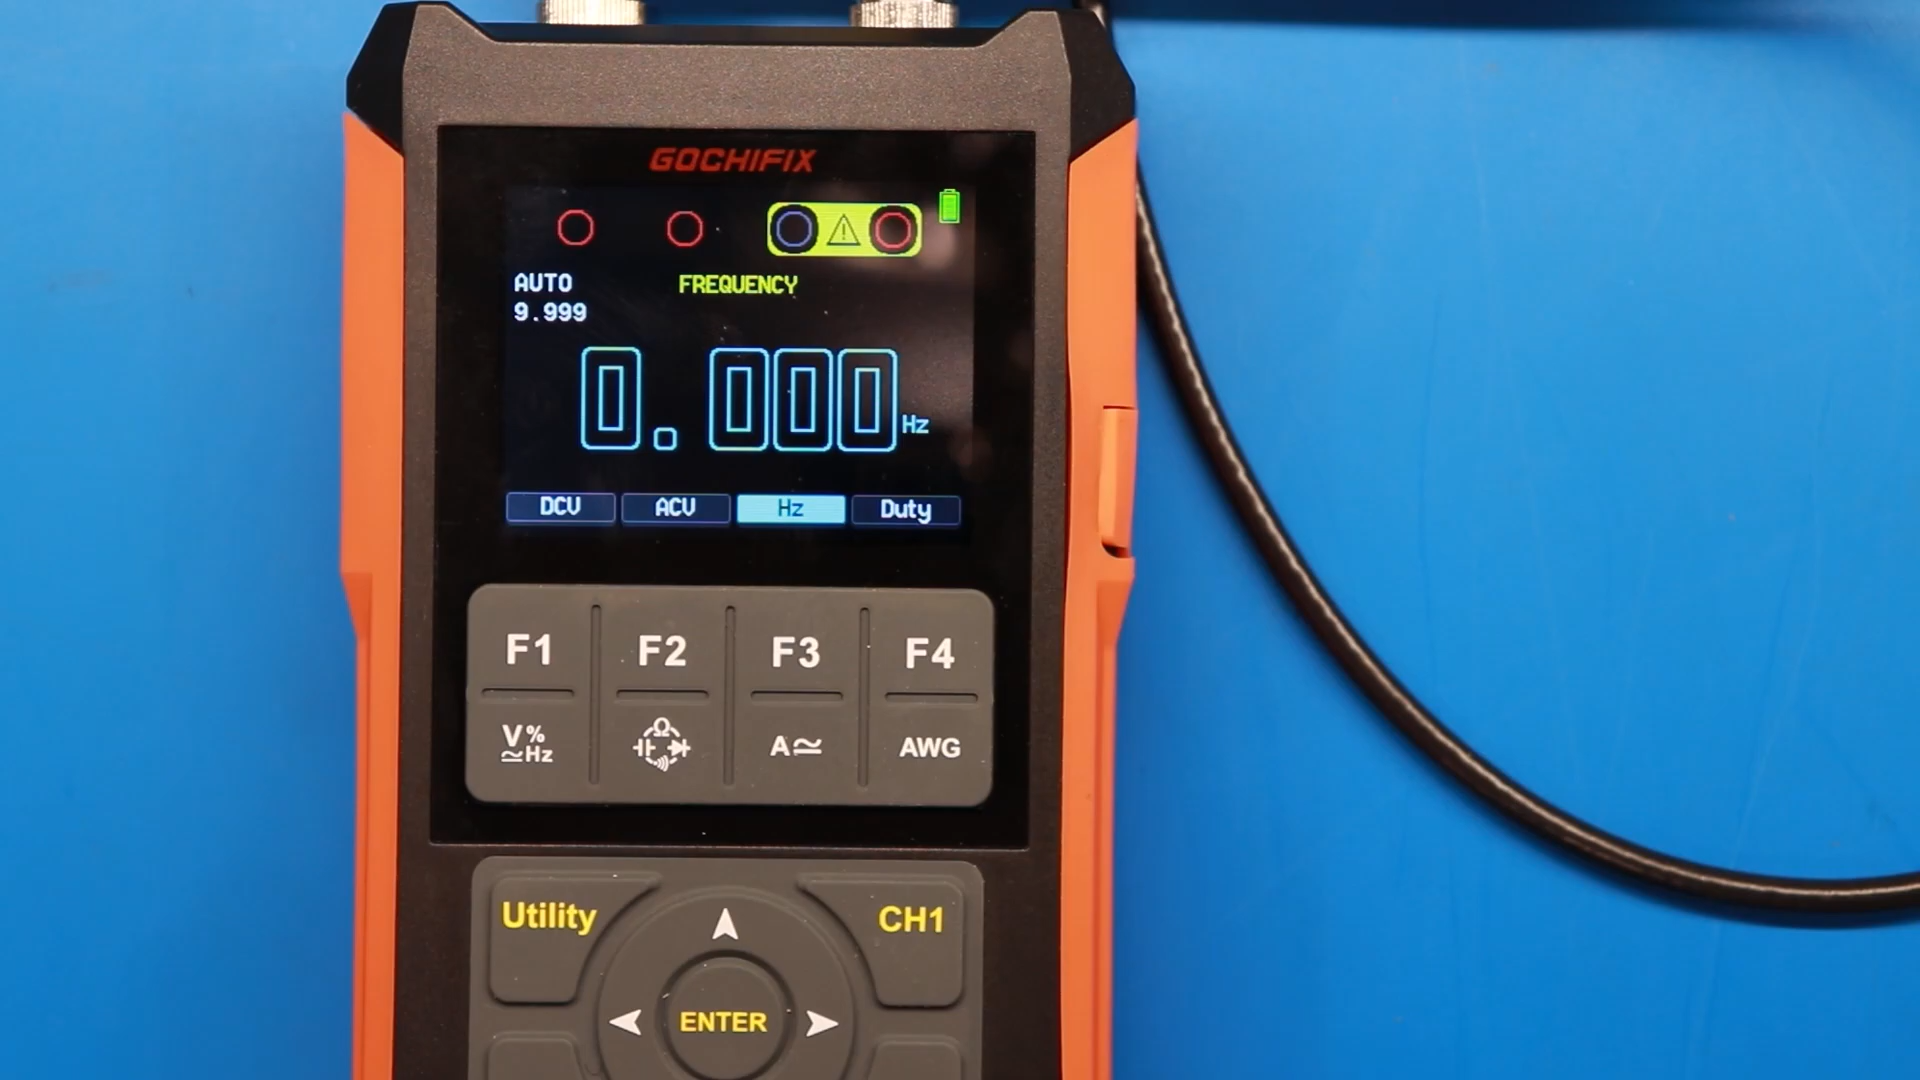 GOCHIFIX
AUTO
FREQUENCY
9.999
0.000 Hz
DCV ACV Hz Duty
F1 F2 F3 F4
V % Hz Ω A AWG
Utility CH1
ENTER